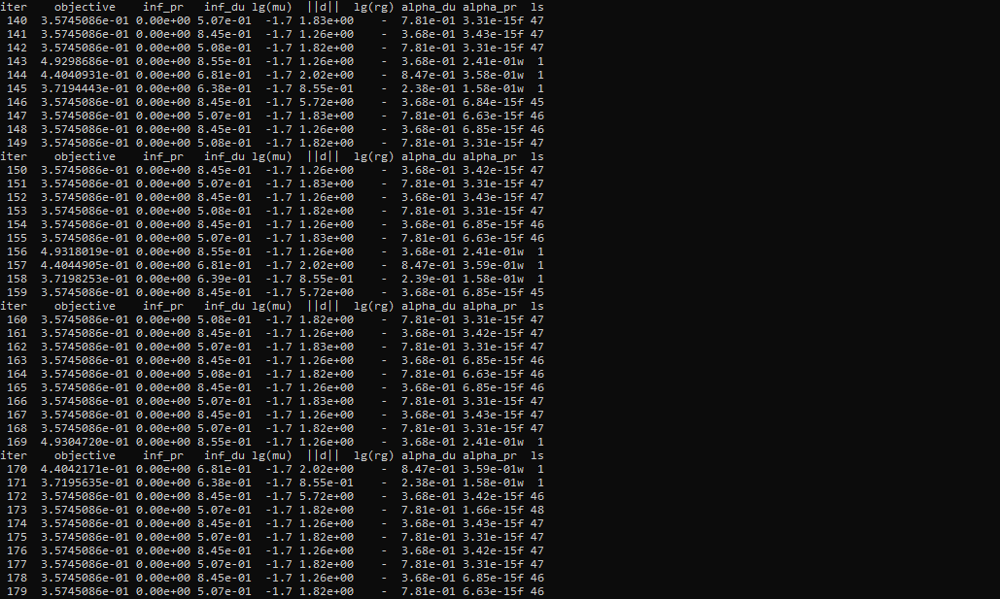 iter    objective    inf_pr   inf_du lg(mu)  ||d||  lg(rg) alpha_du alpha_pr  ls
 140  3.5745086e-01 0.00e+00 5.07e-01  -1.7 1.83e+00    -  7.81e-01 3.31e-15f 47
 141  3.5745086e-01 0.00e+00 8.45e-01  -1.7 1.26e+00    -  3.68e-01 3.43e-15f 47
 142  3.5745086e-01 0.00e+00 5.08e-01  -1.7 1.82e+00    -  7.81e-01 3.31e-15f 47
 143  4.9298686e-01 0.00e+00 8.55e-01  -1.7 1.26e+00    -  3.68e-01 2.41e-01w  1
 144  4.4040931e-01 0.00e+00 6.81e-01  -1.7 2.02e+00    -  8.47e-01 3.58e-01w  1
 145  3.7194443e-01 0.00e+00 6.38e-01  -1.7 8.55e-01    -  2.38e-01 1.58e-01w  1
 146  3.5745086e-01 0.00e+00 8.45e-01  -1.7 5.72e+00    -  3.68e-01 6.84e-15f 45
 147  3.5745086e-01 0.00e+00 5.07e-01  -1.7 1.83e+00    -  7.81e-01 6.63e-15f 46
 148  3.5745086e-01 0.00e+00 8.45e-01  -1.7 1.26e+00    -  3.68e-01 6.85e-15f 46
 149  3.5745086e-01 0.00e+00 5.08e-01  -1.7 1.82e+00    -  7.81e-01 3.31e-15f 47
iter    objective    inf_pr   inf_du lg(mu)  ||d||  lg(rg) alpha_du alpha_pr  ls
 150  3.5745086e-01 0.00e+00 8.45e-01  -1.7 1.26e+00    -  3.68e-01 3.42e-15f 47
 151  3.5745086e-01 0.00e+00 5.07e-01  -1.7 1.83e+00    -  7.81e-01 3.31e-15f 47
 152  3.5745086e-01 0.00e+00 8.45e-01  -1.7 1.26e+00    -  3.68e-01 3.43e-15f 47
 153  3.5745086e-01 0.00e+00 5.08e-01  -1.7 1.82e+00    -  7.81e-01 3.31e-15f 47
 154  3.5745086e-01 0.00e+00 8.45e-01  -1.7 1.26e+00    -  3.68e-01 6.85e-15f 46
 155  3.5745086e-01 0.00e+00 5.07e-01  -1.7 1.83e+00    -  7.81e-01 6.63e-15f 46
 156  4.9318019e-01 0.00e+00 8.55e-01  -1.7 1.26e+00    -  3.68e-01 2.41e-01w  1
 157  4.4044905e-01 0.00e+00 6.81e-01  -1.7 2.02e+00    -  8.47e-01 3.59e-01w  1
 158  3.7198253e-01 0.00e+00 6.39e-01  -1.7 8.55e-01    -  2.39e-01 1.58e-01w  1
 159  3.5745086e-01 0.00e+00 8.45e-01  -1.7 5.72e+00    -  3.68e-01 6.85e-15f 45
iter    objective    inf_pr   inf_du lg(mu)  ||d||  lg(rg) alpha_du alpha_pr  ls
 160  3.5745086e-01 0.00e+00 5.08e-01  -1.7 1.82e+00    -  7.81e-01 3.31e-15f 47
 161  3.5745086e-01 0.00e+00 8.45e-01  -1.7 1.26e+00    -  3.68e-01 3.42e-15f 47
 162  3.5745086e-01 0.00e+00 5.07e-01  -1.7 1.83e+00    -  7.81e-01 3.31e-15f 47
 163  3.5745086e-01 0.00e+00 8.45e-01  -1.7 1.26e+00    -  3.68e-01 6.85e-15f 46
 164  3.5745086e-01 0.00e+00 5.08e-01  -1.7 1.82e+00    -  7.81e-01 6.63e-15f 46
 165  3.5745086e-01 0.00e+00 8.45e-01  -1.7 1.26e+00    -  3.68e-01 6.85e-15f 46
 166  3.5745086e-01 0.00e+00 5.07e-01  -1.7 1.83e+00    -  7.81e-01 3.31e-15f 47
 167  3.5745086e-01 0.00e+00 8.45e-01  -1.7 1.26e+00    -  3.68e-01 3.43e-15f 47
 168  3.5745086e-01 0.00e+00 5.07e-01  -1.7 1.82e+00    -  7.81e-01 3.31e-15f 47
 169  4.9304720e-01 0.00e+00 8.55e-01  -1.7 1.26e+00    -  3.68e-01 2.41e-01w  1
iter    objective    inf_pr   inf_du lg(mu)  ||d||  lg(rg) alpha_du alpha_pr  ls
 170  4.4042171e-01 0.00e+00 6.81e-01  -1.7 2.02e+00    -  8.47e-01 3.59e-01w  1
 171  3.7195635e-01 0.00e+00 6.38e-01  -1.7 8.55e-01    -  2.38e-01 1.58e-01w  1
 172  3.5745086e-01 0.00e+00 8.45e-01  -1.7 5.72e+00    -  3.68e-01 3.42e-15f 46
 173  3.5745086e-01 0.00e+00 5.07e-01  -1.7 1.82e+00    -  7.81e-01 1.66e-15f 48
 174  3.5745086e-01 0.00e+00 8.45e-01  -1.7 1.26e+00    -  3.68e-01 3.43e-15f 47
 175  3.5745086e-01 0.00e+00 5.07e-01  -1.7 1.82e+00    -  7.81e-01 3.31e-15f 47
 176  3.5745086e-01 0.00e+00 8.45e-01  -1.7 1.26e+00    -  3.68e-01 3.42e-15f 47
 177  3.5745086e-01 0.00e+00 5.07e-01  -1.7 1.82e+00    -  7.81e-01 3.31e-15f 47
 178  3.5745086e-01 0.00e+00 8.45e-01  -1.7 1.26e+00    -  3.68e-01 6.85e-15f 46
 179  3.5745086e-01 0.00e+00 5.07e-01  -1.7 1.82e+00    -  7.81e-01 6.63e-15f 46